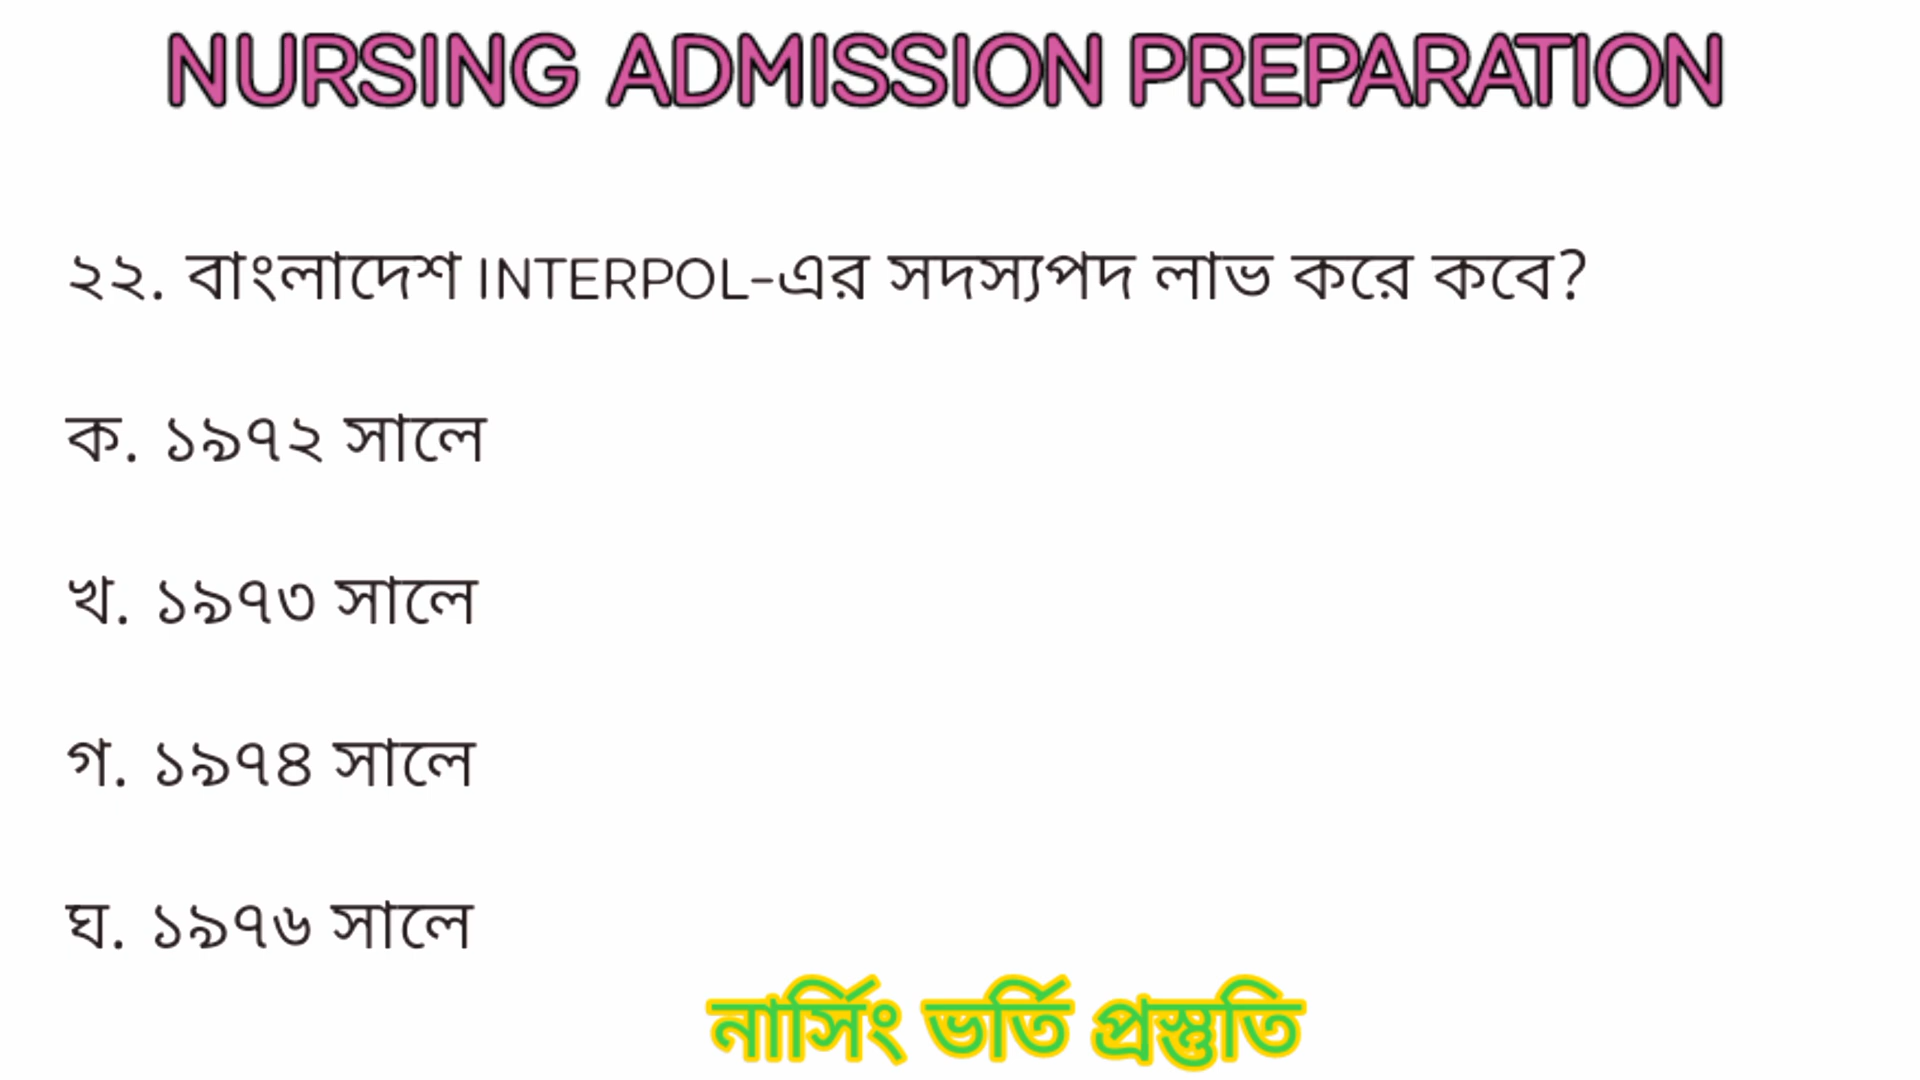 NURSING ADMISSION PREPARATION
২২. বাংলাদেশ INTERPOL-এর সদস্যপদ লাভ করে কবে?
ক. ১৯৭২ সালে
খ. ১৯৭৩ সালে
গ. ১৯৭৪ সালে
ঘ. ১৯৭৬ সালে
নার্সিং ভর্তি প্রস্তুতি